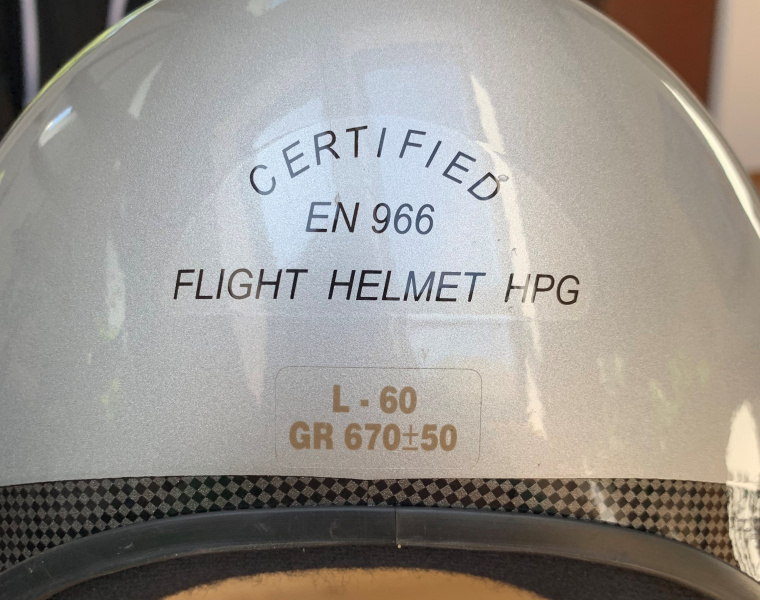 CERTIFIED
EN 966
FLIGHT HELMET HPG
L - 60
GR 670±50